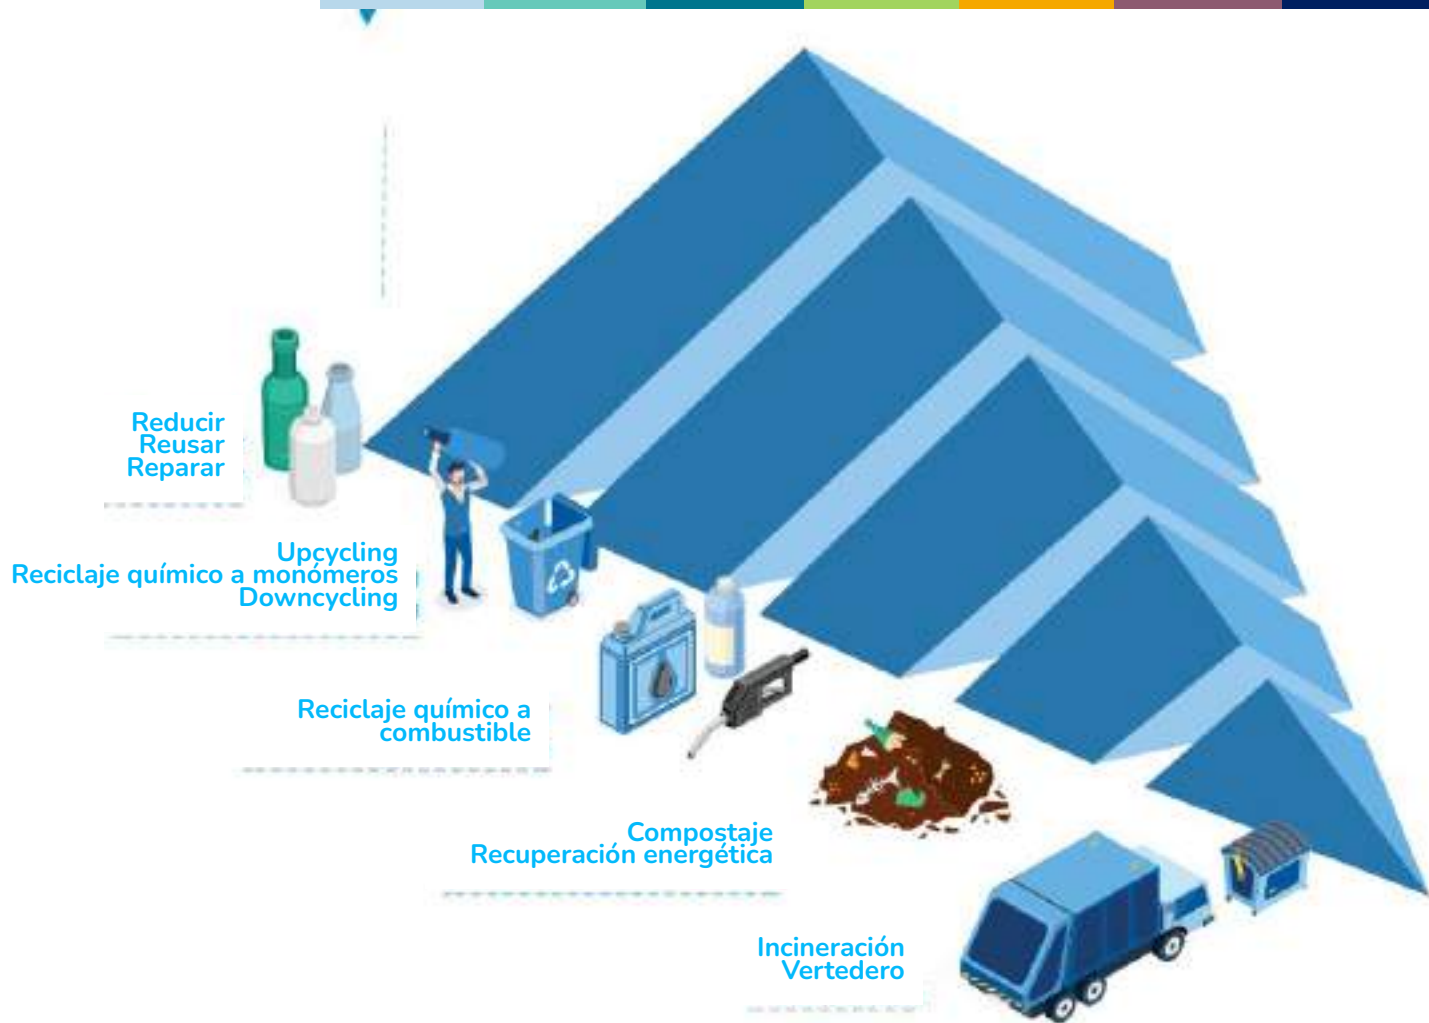 Reducir
Reusar
Reparar
Upcycling
Reciclaje químico a monómeros
Downcycling
Reciclaje químico a
combustible
Compostaje
Recuperación energética
Incineración
Vertedero